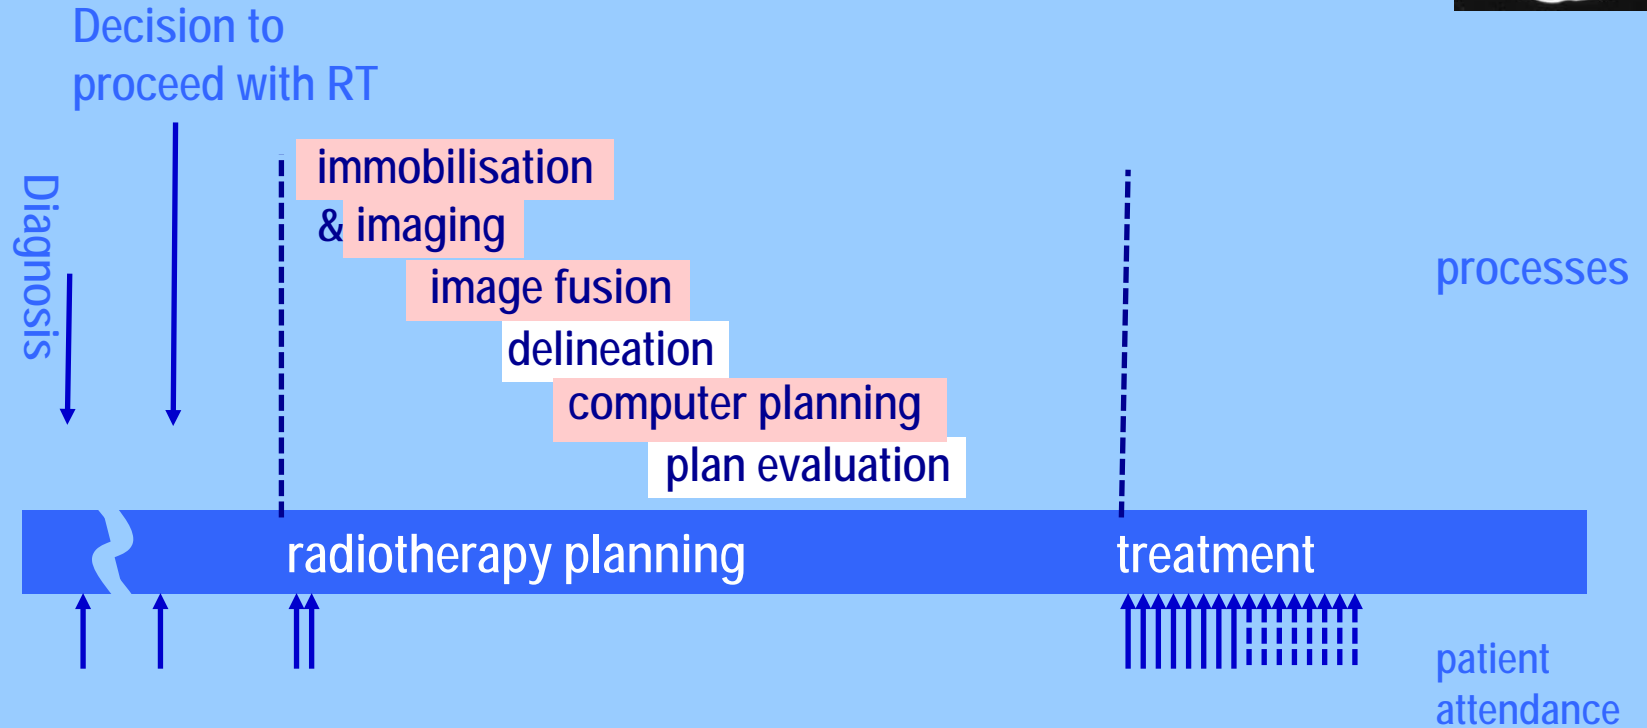 Decision to
proceed with RT
Diagnosis
immobilisation
& imaging
image fusion
delineation
computer planning
plan evaluation
processes
radiotherapy planning
treatment
patient
attendance